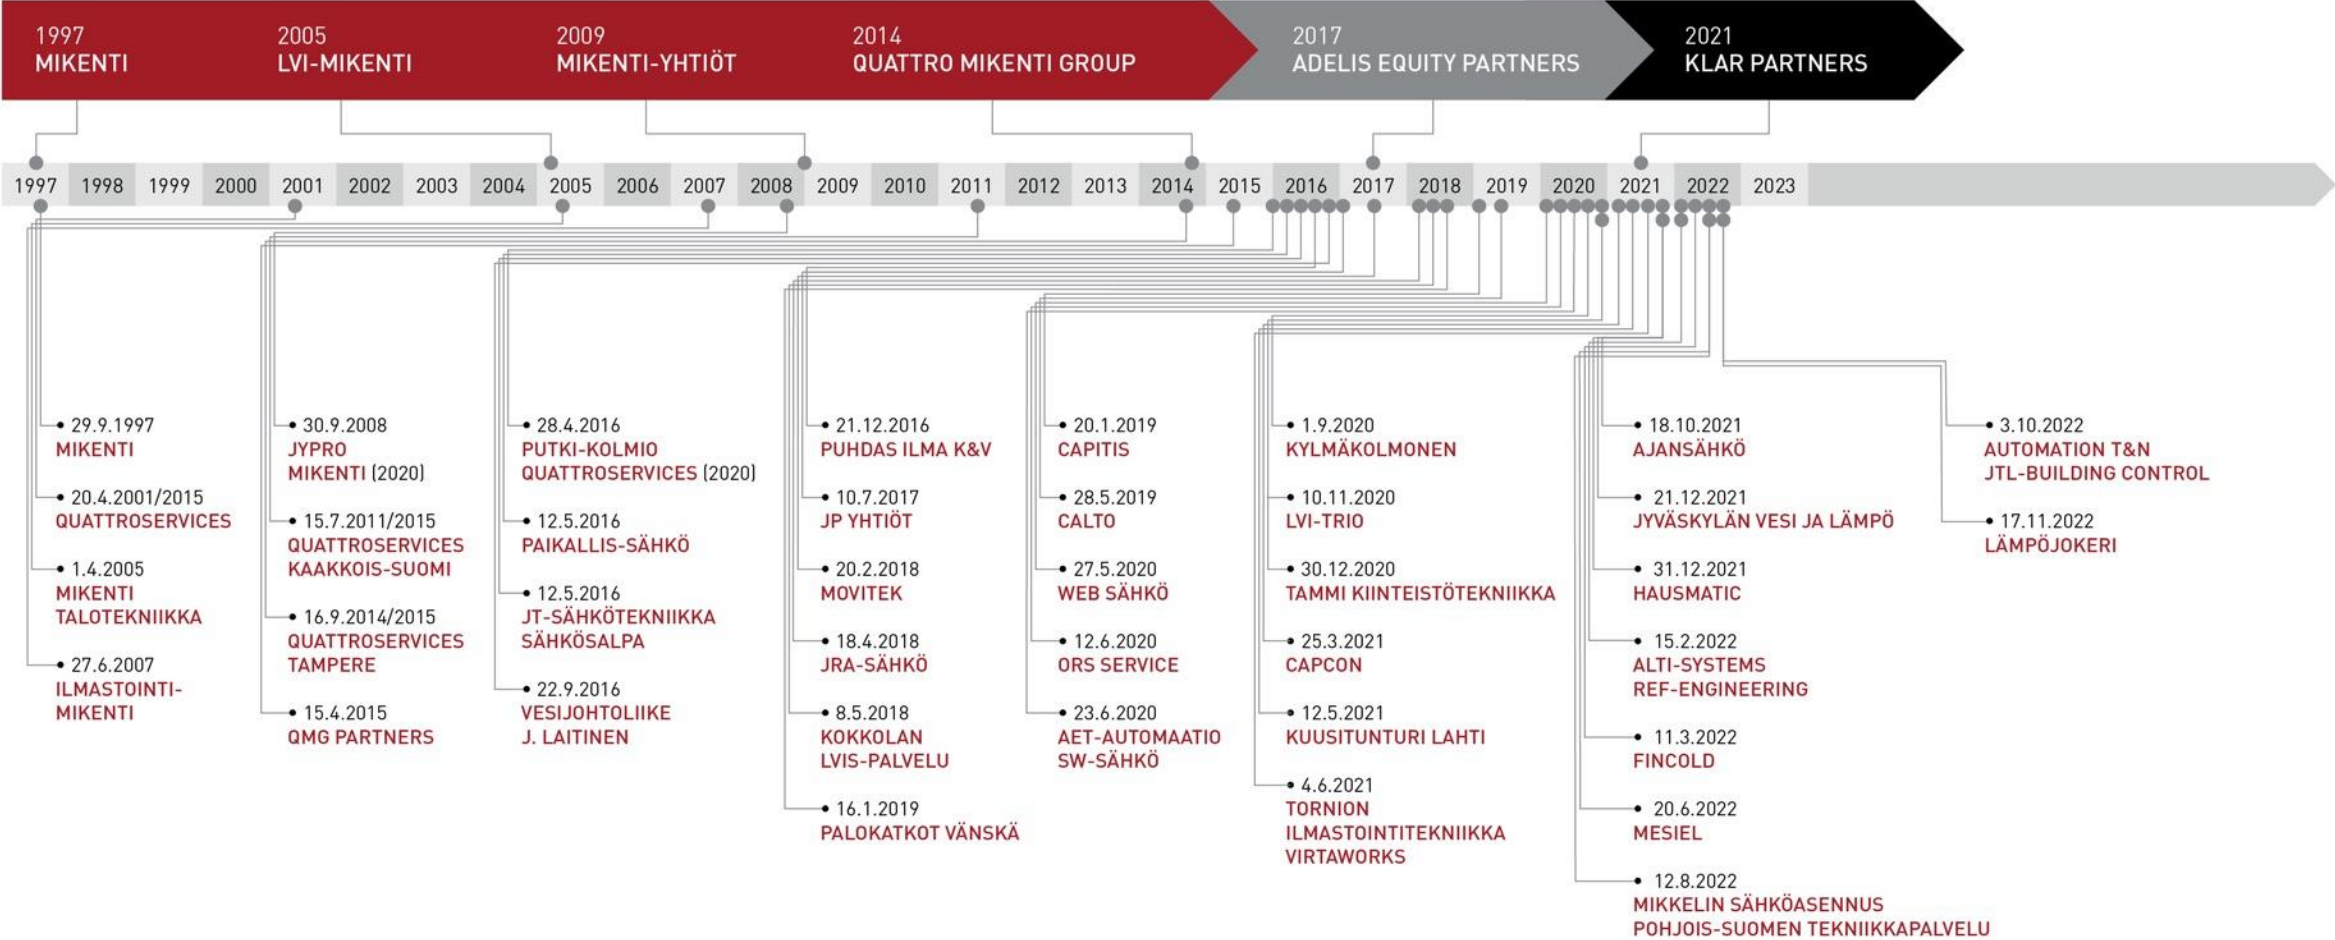 1997
MIKENTI
2005
LVI-MIKENTI
2009
MIKENTI-YHTIÖT
2014
QUATTRO MIKENTI GROUP
2017
ADELIS EQUITY PARTNERS
2021
KLAR PARTNERS
1997 1998 1999 2000 2001 2002 2003 2004 2005 2006 2007 2008 2009 2010 2011 2012 2013 2014 2015 2016 2017 2018 2019 2020 2021 2022 2023
29.9.1997
MIKENTI
20.4.2001/2015
QUATTROSERVICES
1.4.2005
MIKENTI
TALOTEKNIIKKA
27.6.2007
ILMASTOINTI-
MIKENTI
30.9.2008
JYPRO
MIKENTI (2020)
15.7.2011/2015
QUATTROSERVICES
KAAKKOIS-SUOMI
16.9.2014/2015
QUATTROSERVICES
TAMPERE
15.4.2015
QMG PARTNERS
28.4.2016
PUTKI-KOLMIO
QUATTROSERVICES (2020)
12.5.2016
PAIKALLIS-SÄHKÖ
12.5.2016
JT-SÄHKÖTEKNIIKKA
SÄHKÖSALPA
22.9.2016
VESIJOHTOLIIKE
J. LAITINEN
21.12.2016
PUHDAS ILMA K&V
10.7.2017
JP YHTIÖT
20.2.2018
MOVITEK
18.4.2018
JRA-SÄHKÖ
8.5.2018
KOKKOLAN
LVIS-PALVELU
16.1.2019
PALOKATKOT VÄNSKÄ
20.1.2019
CAPITIS
28.5.2019
CALTO
27.5.2020
WEB SÄHKÖ
12.6.2020
ORS SERVICE
23.6.2020
AET-AUTOMAATIO
SW-SÄHKÖ
1.9.2020
KYLMÄKOLMONEN
10.11.2020
LVI-TRIO
30.12.2020
TAMMI KIINTEISTÖTEKNIIKKA
25.3.2021
CAPCON
12.5.2021
KUUSITUNTURI LAHTI
4.6.2021
TORNION
ILMASTOINTITEKNIIKKA
VIRTAWORKS
18.10.2021
AJANSÄHKÖ
21.12.2021
JYVÄSKYLÄN VESI JA LÄMPÖ
31.12.2021
HAUSMATIC
15.2.2022
ALTI-SYSTEMS
REF-ENGINEERING
11.3.2022
FINCOLD
20.6.2022
MESIEL
12.8.2022
MIKKELIN SÄHKÖASENNUS
POHJOIS-SUOMEN TEKNIIKKAPALVELU
3.10.2022
AUTOMATION T&N
JTL-BUILDING CONTROL
17.11.2022
LÄMPÖJOKERI